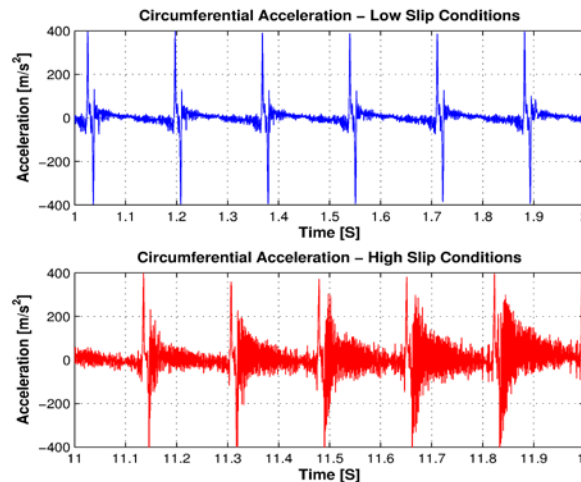 Circumferential Acceleration – Low Slip Conditions
400
200
0
−200
−400
Acceleration [m/s²]
1 1.1 1.2 1.3 1.4 1.5 1.6 1.7 1.8 1.9
Time [S]
Circumferential Acceleration – High Slip Conditions
400
200
0
−200
−400
Acceleration [m/s²]
11 11.1 11.2 11.3 11.4 11.5 11.6 11.7 11.8 11.9
Time [S]